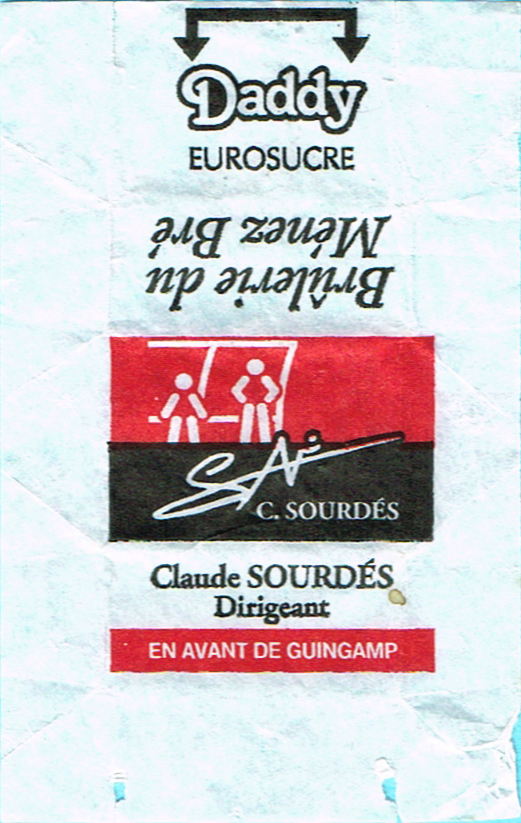 Daddy
EUROSUCRE
Brûlerie du
Ménez Bré
C. SOURDÉS
Claude SOURDÉS
Dirigeant
EN AVANT DE GUINGAMP